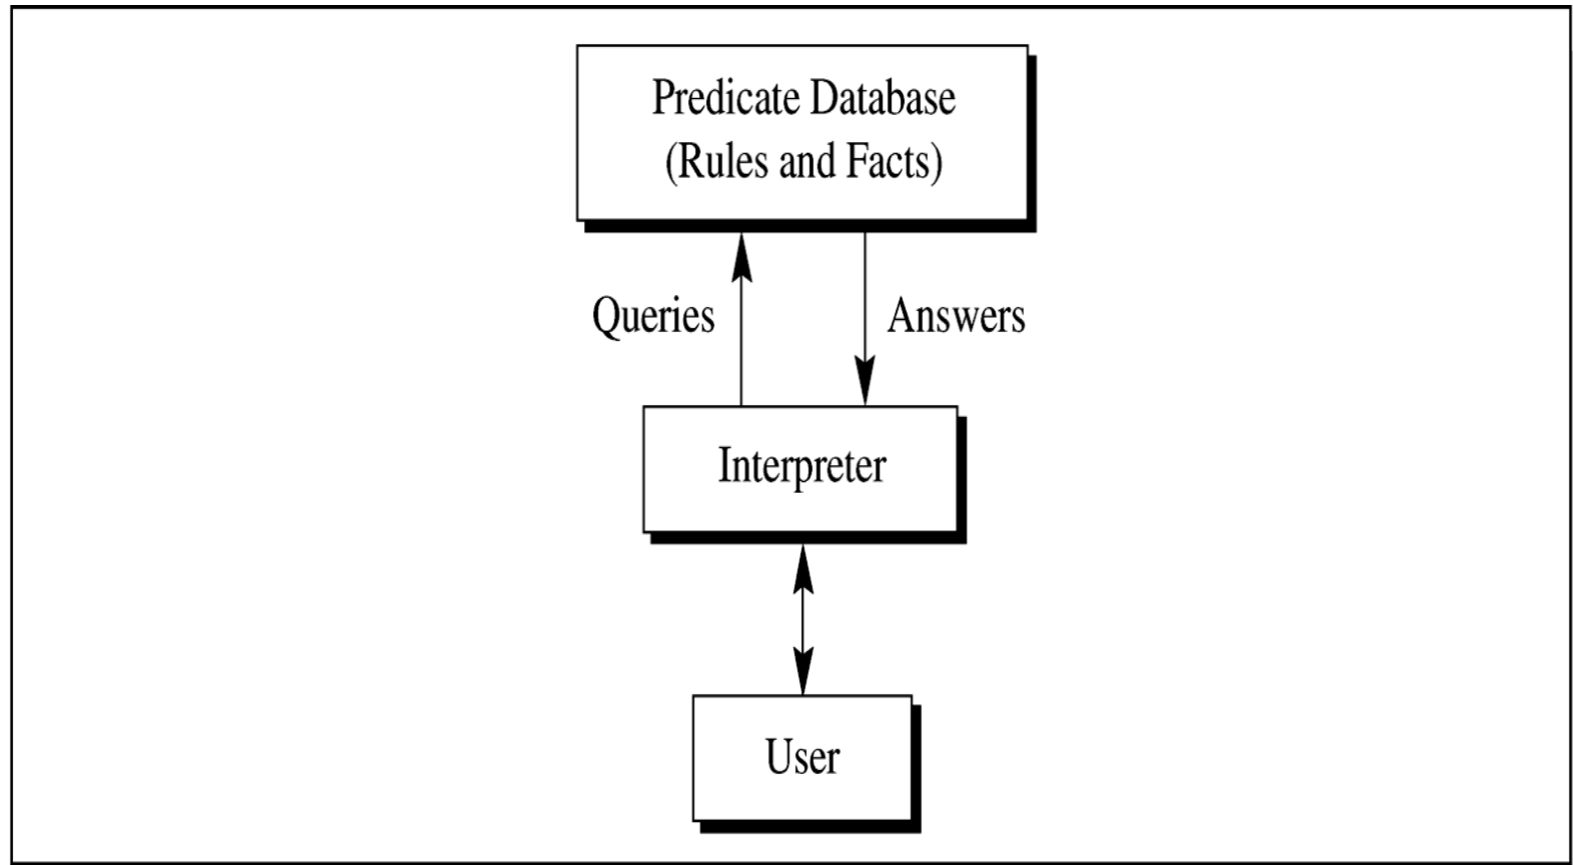 Predicate Database
(Rules and Facts)
Queries
Answers
Interpreter
User